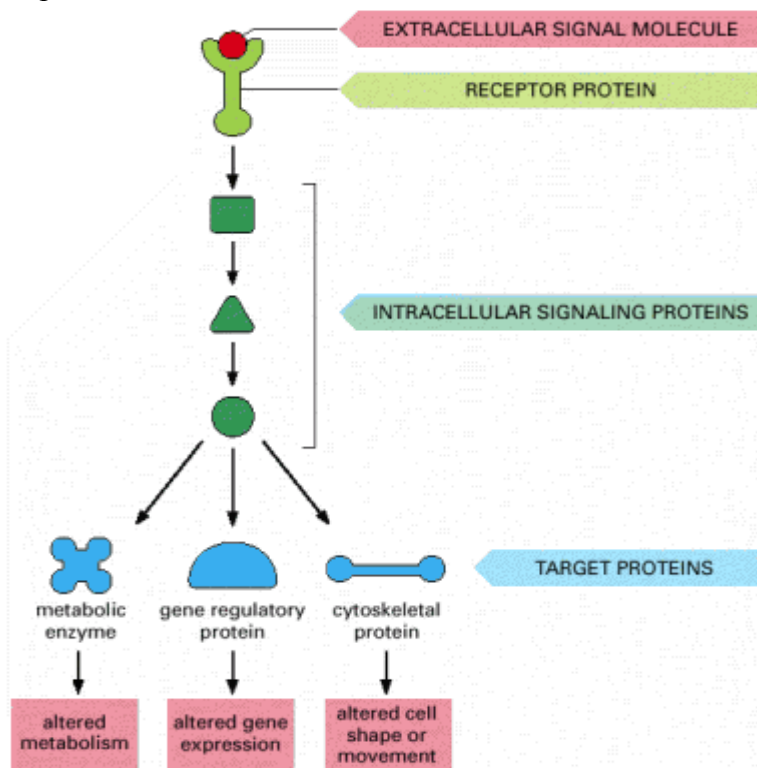 EXTRACELLULAR SIGNAL MOLECULE
RECEPTOR PROTEIN
INTRACELLULAR SIGNALING PROTEINS
TARGET PROTEINS
metabolic
enzyme
gene regulatory
protein
cytoskeletal
protein
altered
metabolism
altered gene
expression
altered cell
shape or
movement